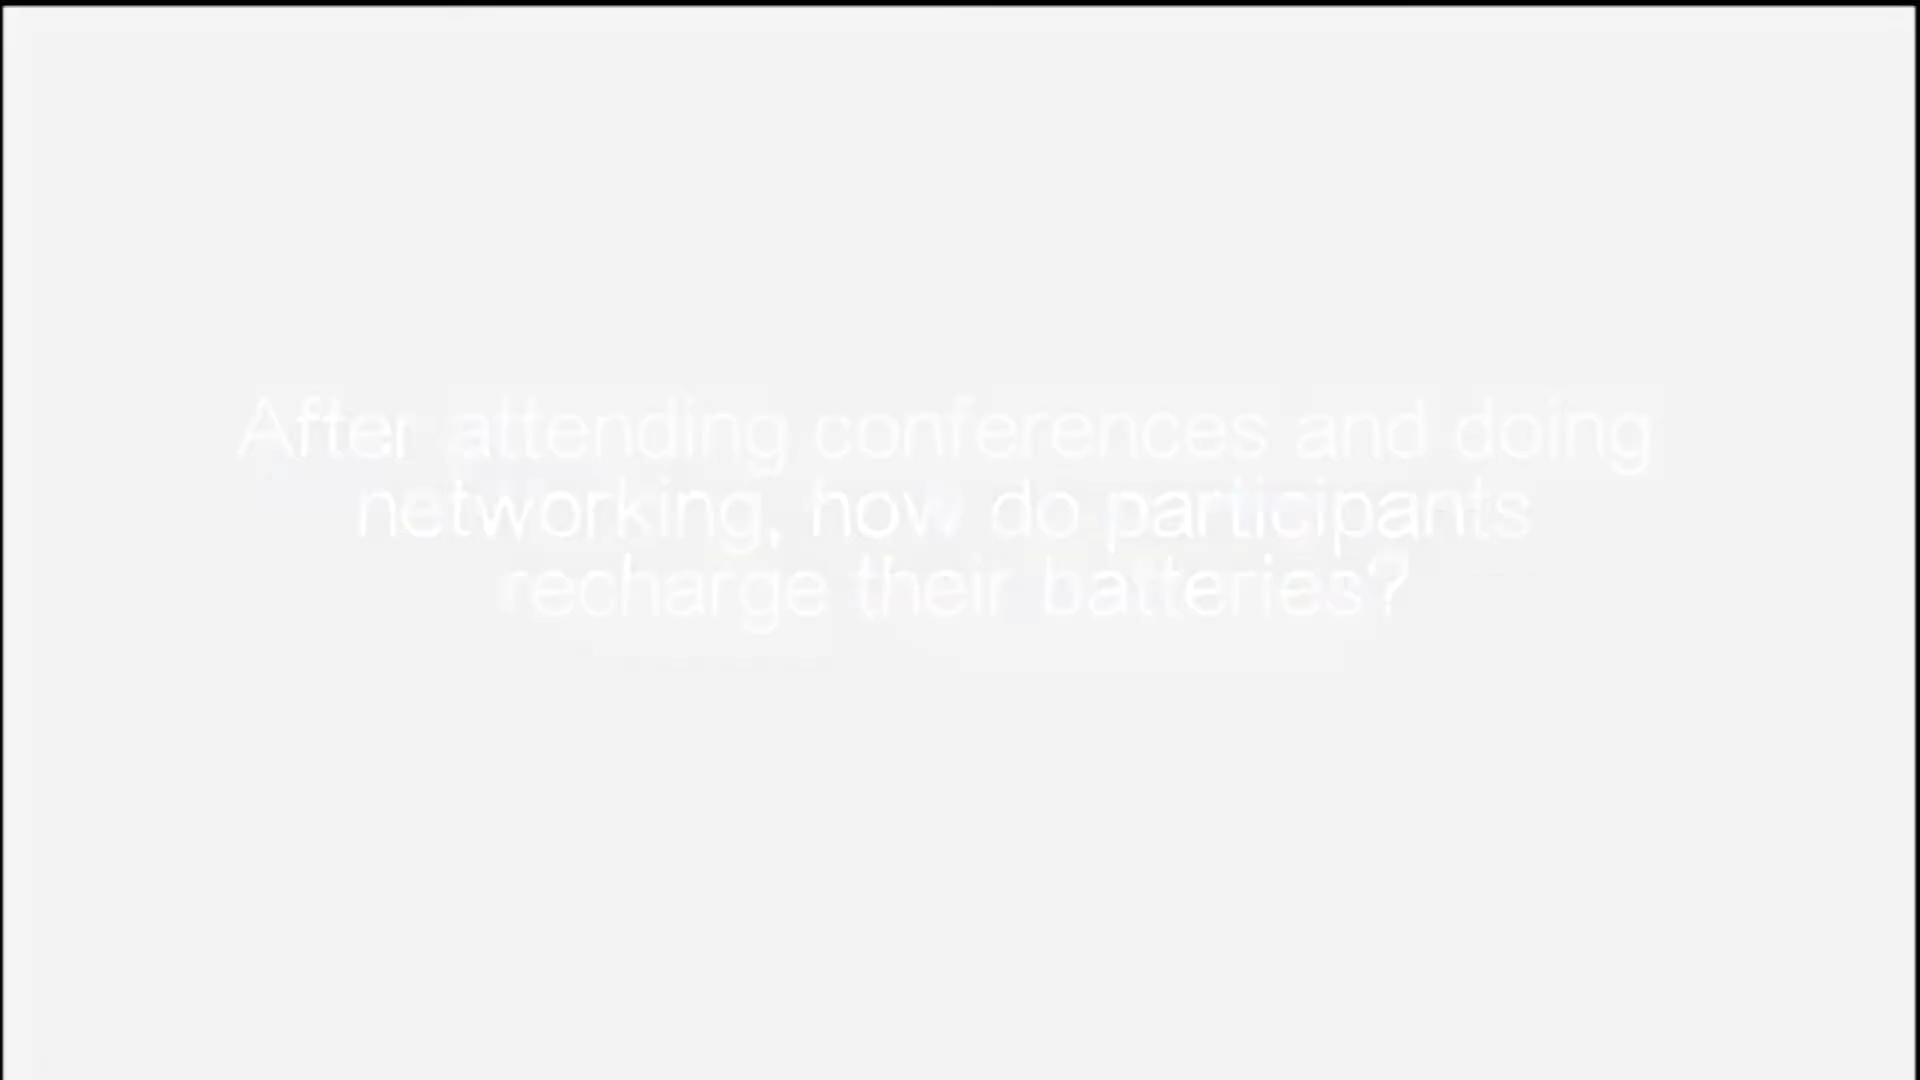 After attending conferences and doing
networking, how do participants
recharge their batteries?